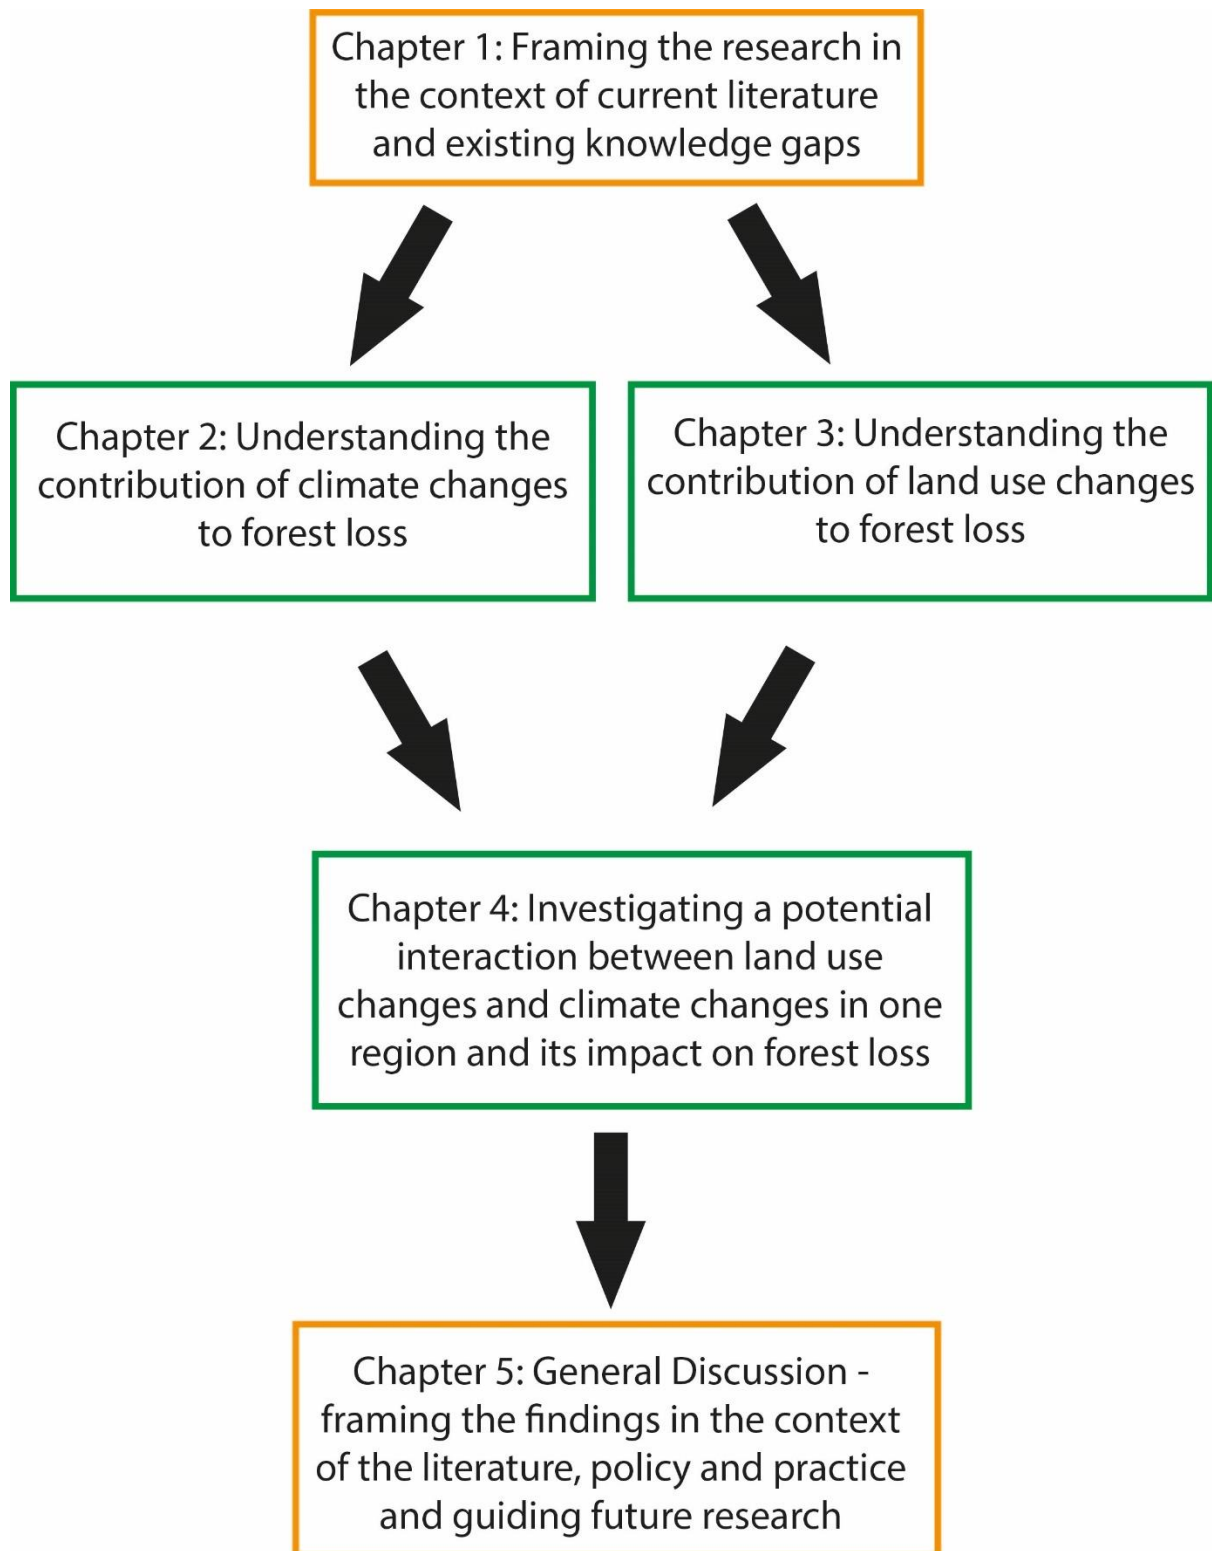 Chapter 1: Framing the research in
the context of current literature
and existing knowledge gaps
Chapter 2: Understanding the
contribution of climate changes
to forest loss
Chapter 3: Understanding the
contribution of land use changes
to forest loss
Chapter 4: Investigating a potential
interaction between land use
changes and climate changes in one
region and its impact on forest loss
Chapter 5: General Discussion -
framing the findings in the context
of the literature, policy and practice
and guiding future research